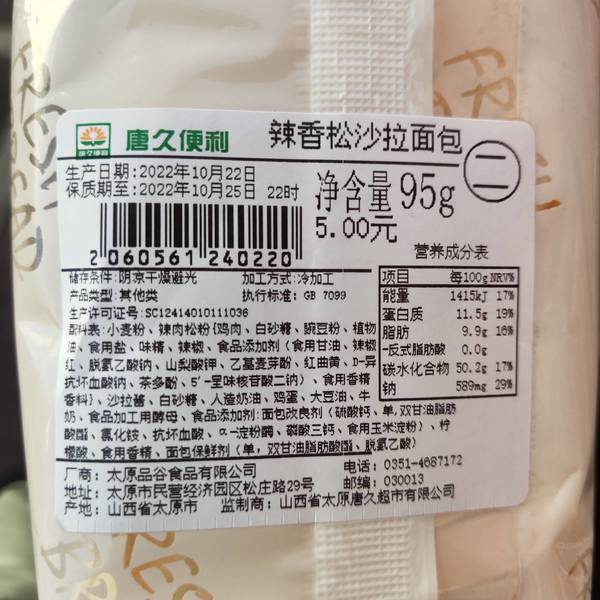 唐久便利
唐久便利 辣香松沙拉面包
二
生产日期:2022年10月22日
保质期至:2022年10月25日 22时
净含量 95g
5.00元
2 060561 240220
营养成分表
储存条件:阴凉干燥避光 加工方式:冷加工
产品类型:其他类 执行标准: GB 7099
生产许可证号:SC12414010111036
项目 每100g NRV%
能量 1415kJ 17%
蛋白质 11.5g 19%
脂肪 9.9g 16%
-反式脂肪酸 0.0g
碳水化合物 50.2g 17%
钠 589mg 29%
配料表:小麦粉、辣肉松粉(鸡肉、白砂糖、豌豆粉、植物
油、食用盐、味精、辣椒、食品添加剂(食用甘油、辣椒
红、脱氢乙酸钠、山梨酸钾、乙基麦芽酚、红曲黄、D-异
抗坏血酸钠、茶多酚、5'-呈味核苷酸二钠)、食用香精
香料)、沙拉酱、白砂糖、人造奶油、鸡蛋、大豆油、牛
奶、食品加工用酵母、食品添加剂:面包改良剂(硫酸钙、单,双甘油脂肪
酸酯、氯化铵、抗坏血酸、α-淀粉酶、磷酸三钙、食用玉米淀粉)、柠
檬酸、食用香精、面包保鲜剂(单,双甘油脂肪酸酯、脱氢乙酸)
厂商: 太原品谷食品有限公司 电话: 0351-4687172
地址: 太原市民营经济园区松庄路29号 邮编: 030013
产地: 山西省太原市 监制商: 山西省太原唐久超市有限公司